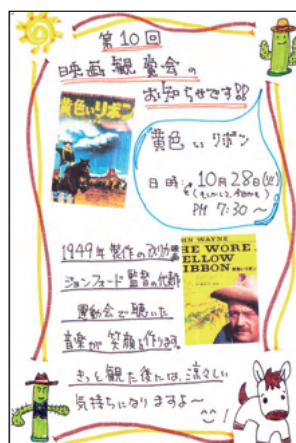 第10回
映画観賞会の
お知らせです!!
黄色いリボン
黄色いリボン
日時:10月28日(火)
PM 7:30〜
JOHN WAYNE
SHE WORE
YELLOW
RIBBON
1949年製作のアメリカ映画
ジョンフォード監督の代表作
運動会で聴いた
音楽が笑顔を作ります。
きっと観た後には、清々しい
気持ちになりますよ〜